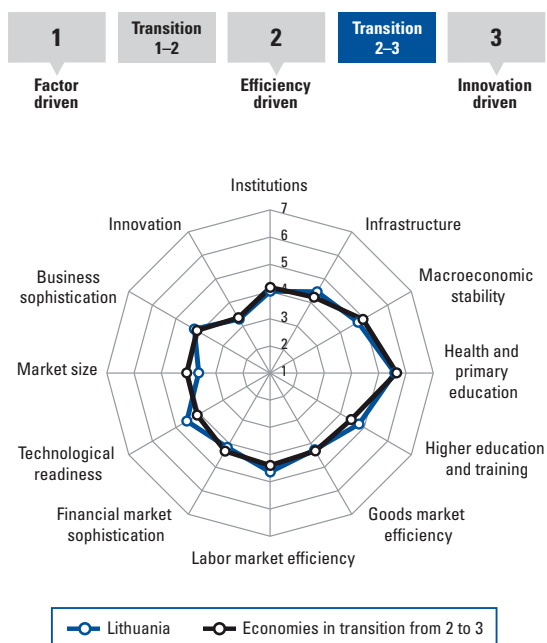 1
Transition
1–2
2
Transition
2–3
3
Factor
driven
Efficiency
driven
Innovation
driven
Institutions
7
6
5
4
3
2
1
Innovation
Infrastructure
Business
sophistication
Macroeconomic
stability
Market size
Health and
primary
education
Technological
readiness
Higher education
and training
Financial market
sophistication
Goods market
efficiency
Labor market efficiency
Lithuania
Economies in transition from 2 to 3